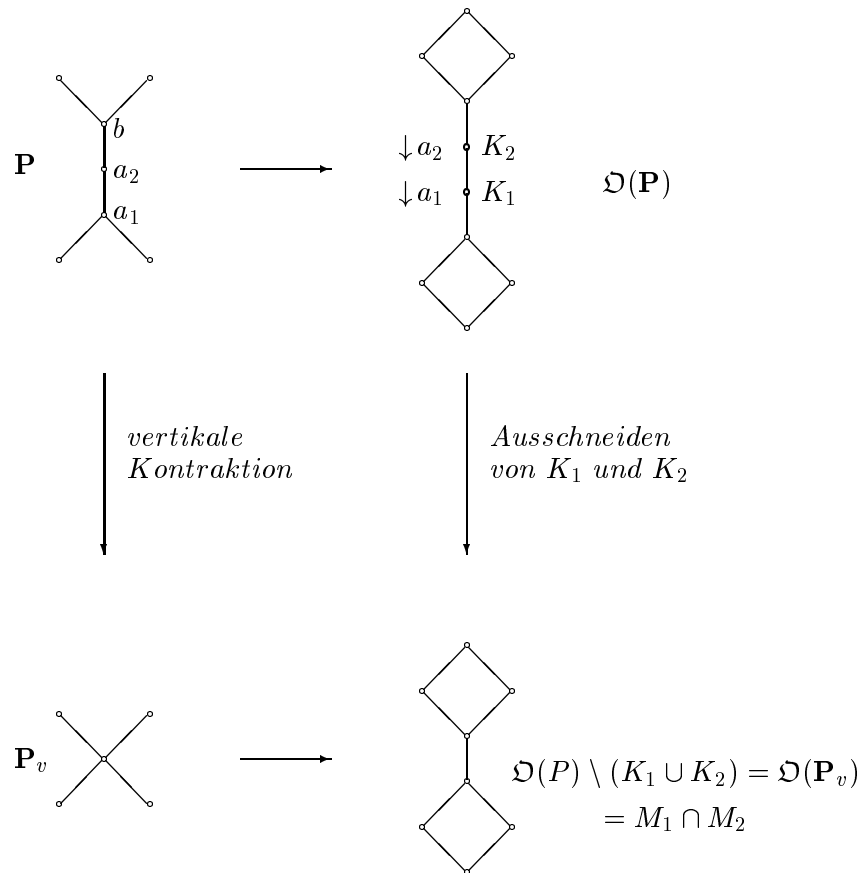 b
P
↓a₂ K₂
a₂
↓a₁ K₁
𝔒(P)
a₁
vertikale
Kontraktion
Ausschneiden
von K₁ und K₂
Pᵥ
𝔒(P) \ (K₁ ∪ K₂) = 𝔒(Pᵥ)
= M₁ ∩ M₂